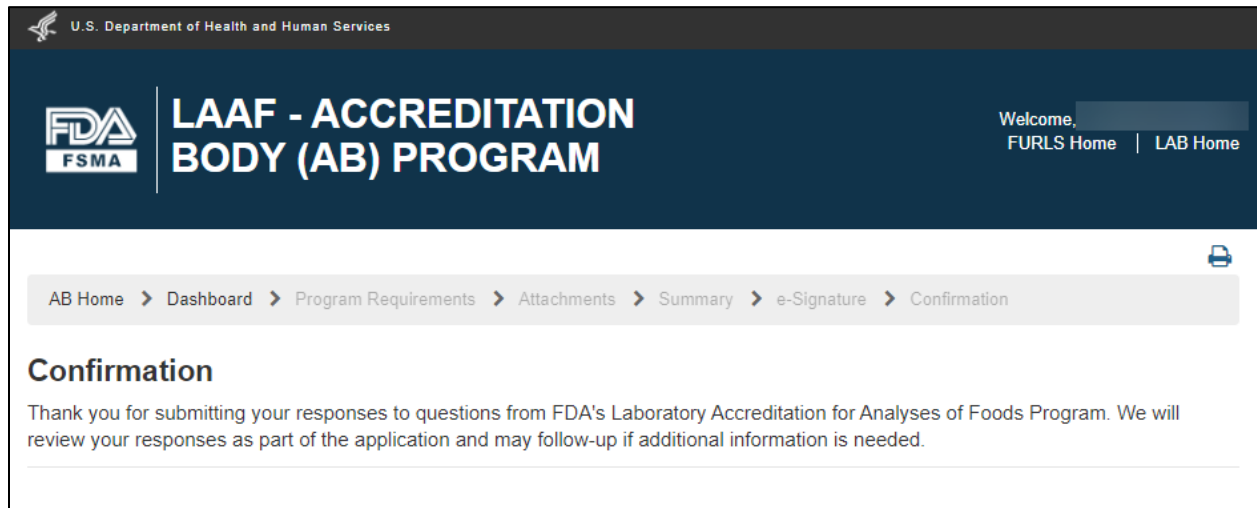 U.S. Department of Health and Human Services
FDA
FSMA
LAAF - ACCREDITATION
BODY (AB) PROGRAM
Welcome,
FURLS Home | LAB Home
AB Home > Dashboard > Program Requirements > Attachments > Summary > e-Signature > Confirmation
Confirmation
Thank you for submitting your responses to questions from FDA's Laboratory Accreditation for Analyses of Foods Program. We will
review your responses as part of the application and may follow-up if additional information is needed.